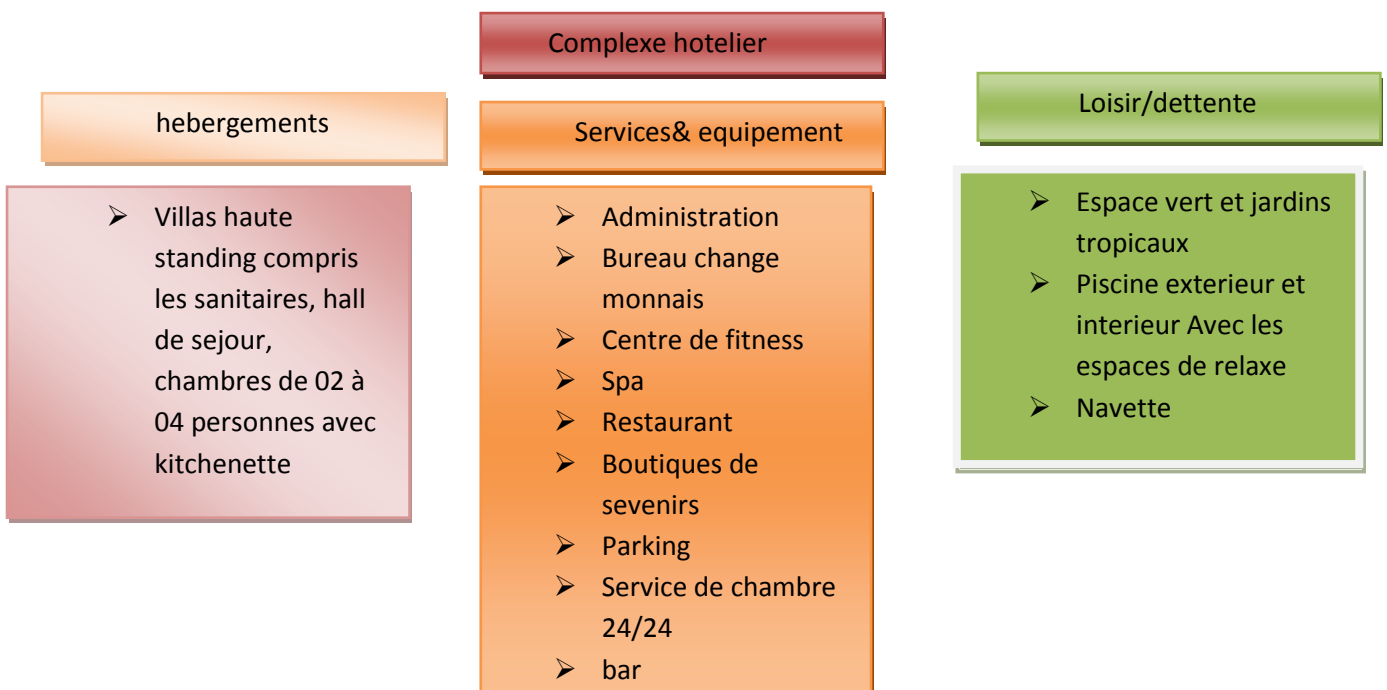 Complexe hotelier
hebergements
Villas haute
standing compris
les sanitaires, hall
de sejour,
chambres de 02 à
04 personnes avec
kitchenette
Services& equipement
Administration
Bureau change
monnais
Centre de fitness
Spa
Restaurant
Boutiques de
sevenirs
Parking
Service de chambre
24/24
bar
Loisir/dettente
Espace vert et jardins
tropicaux
Piscine exterieur et
interieur Avec les
espaces de relaxe
Navette